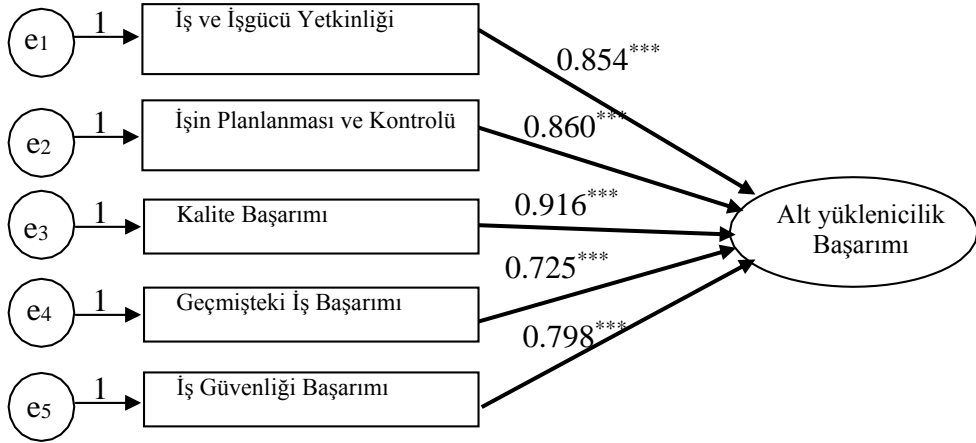 e1 1 İş ve İşgücü Yetkinliği
0.854***
e2 1 İşin Planlanması ve Kontrolü
0.860***
e3 1 Kalite Başarımı
0.916***
Alt yüklenicilik
Başarımı
e4 1 Geçmişteki İş Başarımı
0.725***
e5 1 İş Güvenliği Başarımı
0.798***